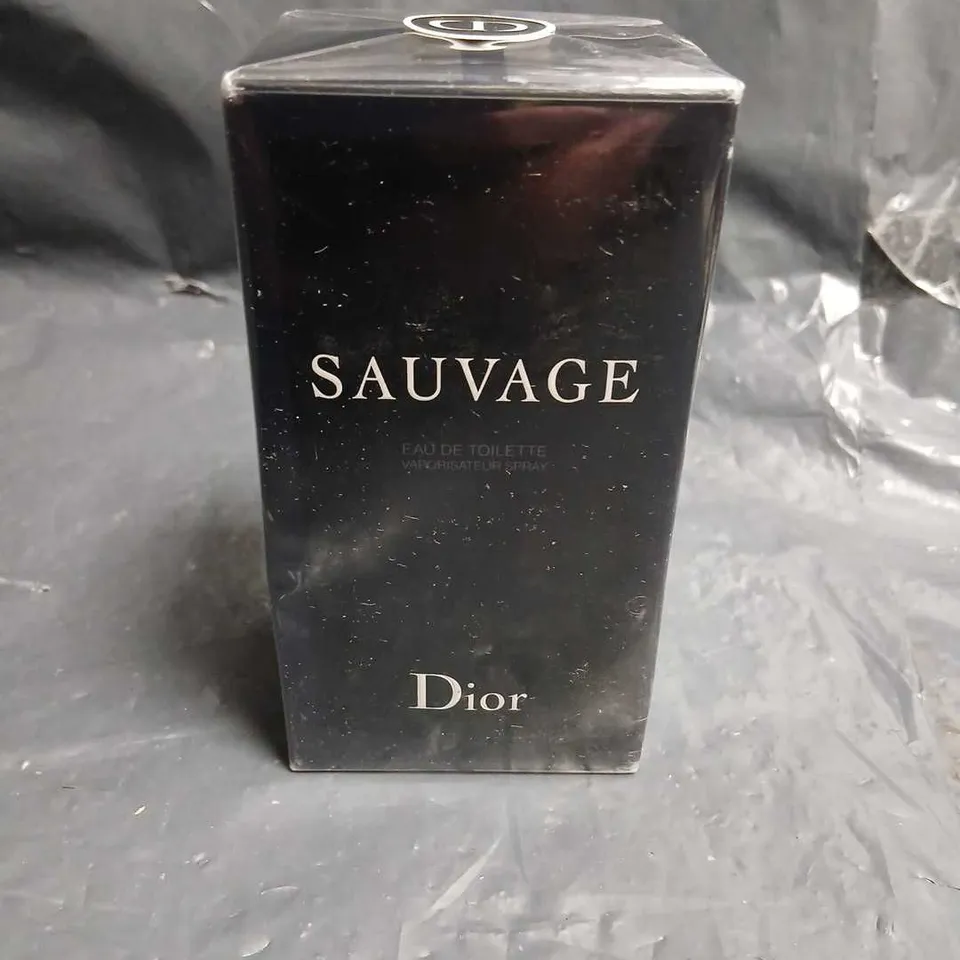 SAUVAGE
EAU DE TOILETTE
VAPORISATEUR SPRAY
Dior